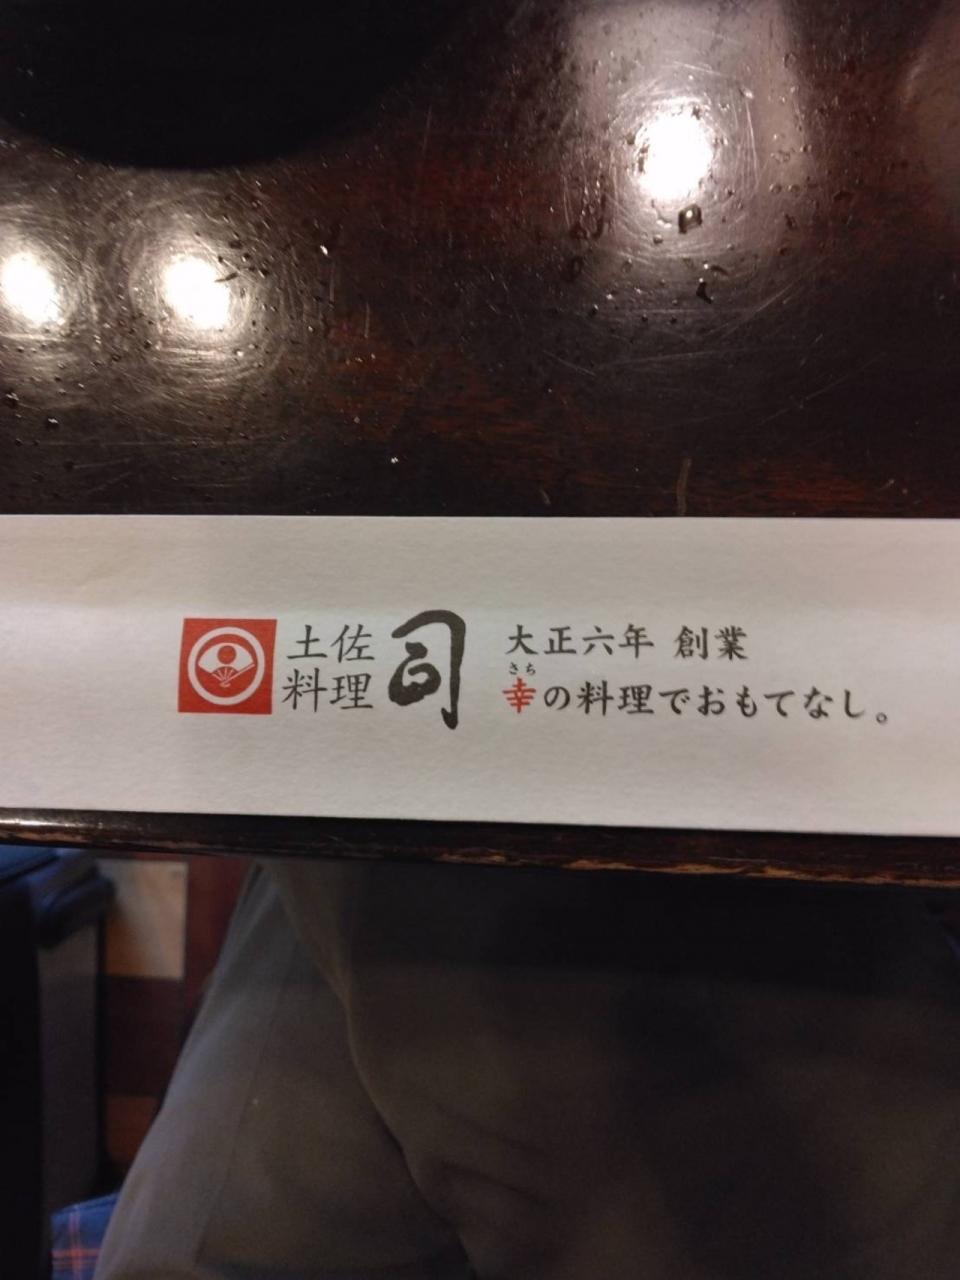 土佐
料理
司
大正六年 創業
さち
幸の料理でおもてなし。